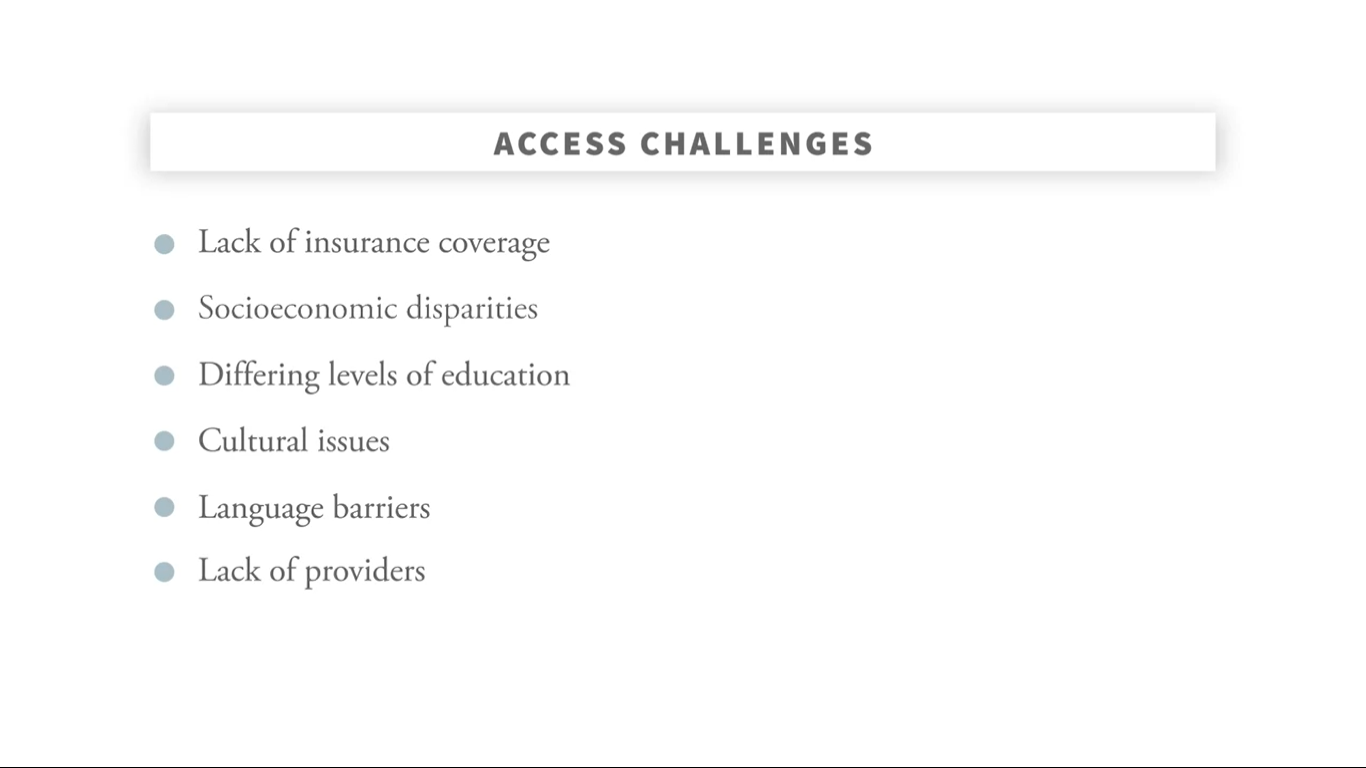 ACCESS CHALLENGES
Lack of insurance coverage
Socioeconomic disparities
Differing levels of education
Cultural issues
Language barriers
Lack of providers